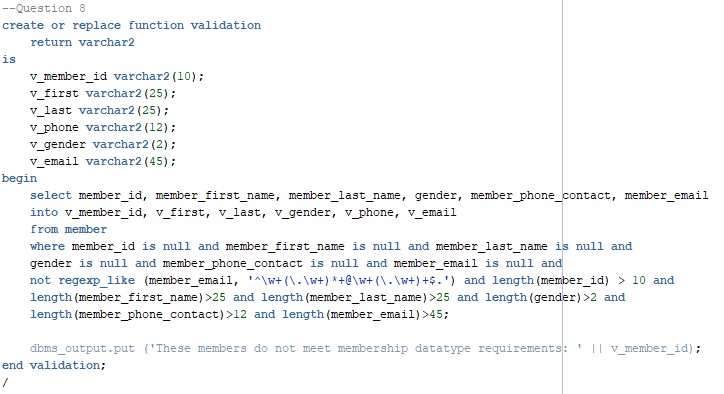 --Question 8
create or replace function validation
return varchar2
is
v_member_id varchar2(10);
v_first varchar2(25);
v_last varchar2(25);
v_phone varchar2(12);
v_gender varchar2(2);
v_email varchar2(45);
begin
select member_id, member_first_name, member_last_name, gender, member_phone_contact, member_email
into v_member_id, v_first, v_last, v_gender, v_phone, v_email
from member
where member_id is null and member_first_name is null and member_last_name is null and
gender is null and member_phone_contact is null and member_email is null and
not regexp_like (member_email, '^\w+(\.\w+)*+@\w+(\.\w+)+$.') and length(member_id) > 10 and
length(member_first_name)>25 and length(member_last_name)>25 and length(gender)>2 and
length(member_phone_contact)>12 and length(member_email)>45;
dbms_output.put ('These members do not meet membership datatype requirements: ' || v_member_id);
end validation;
/